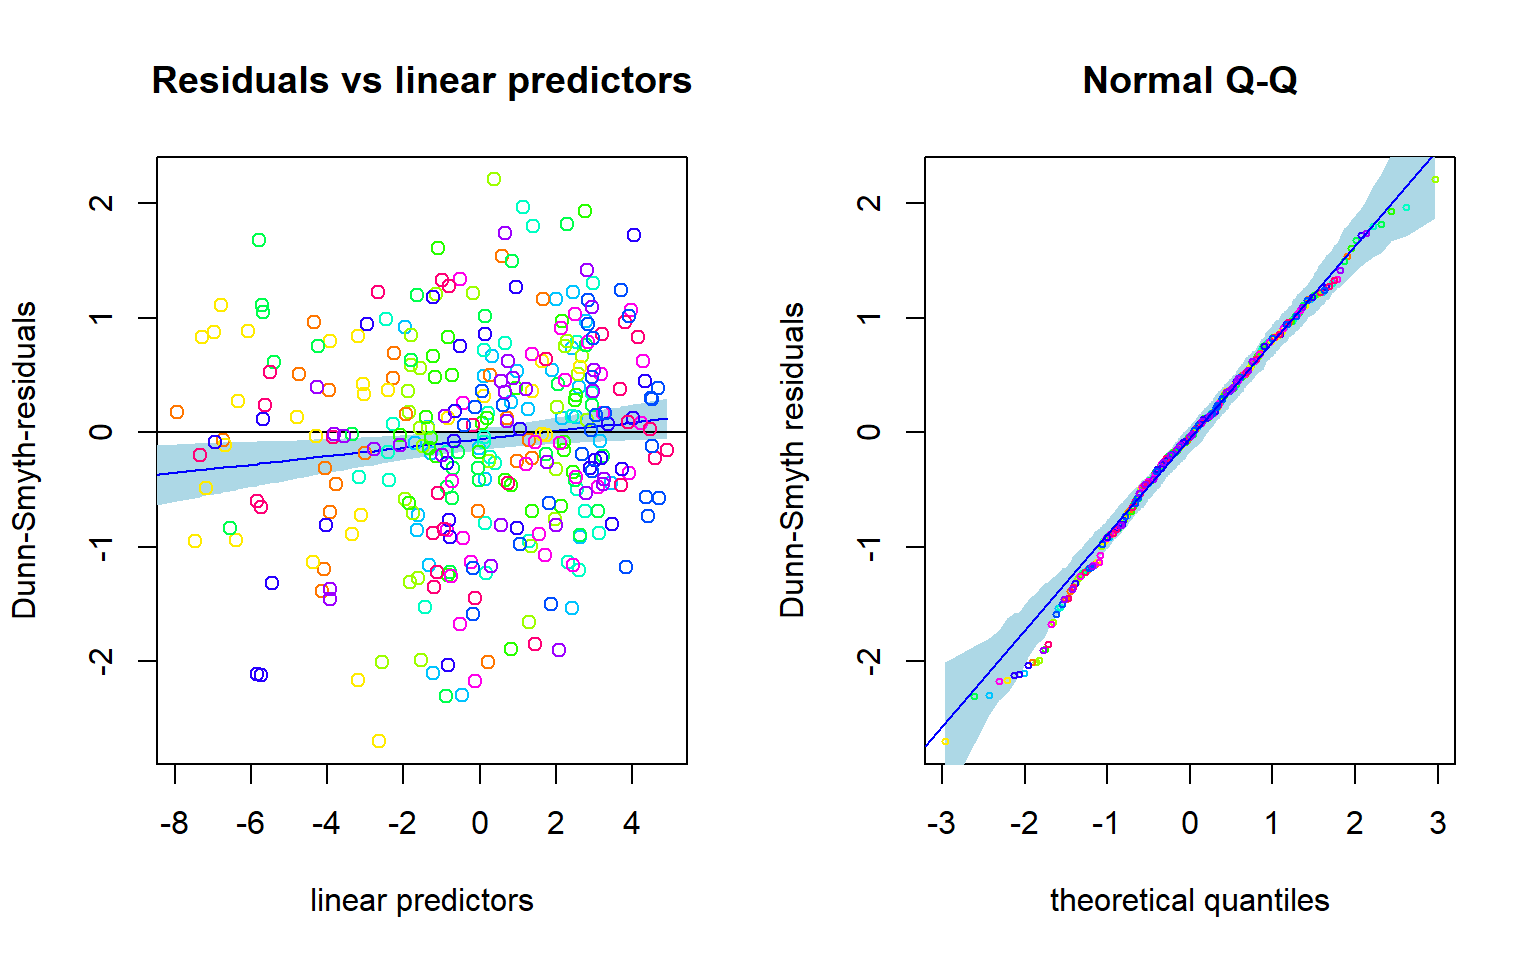 Residuals vs linear predictors
Dunn-Smyth-residuals
2
1
0
-1
-2
-8 -6 -4 -2 0 2 4
linear predictors
Normal Q-Q
Dunn-Smyth residuals
2
1
0
-1
-2
-3 -2 -1 0 1 2 3
theoretical quantiles